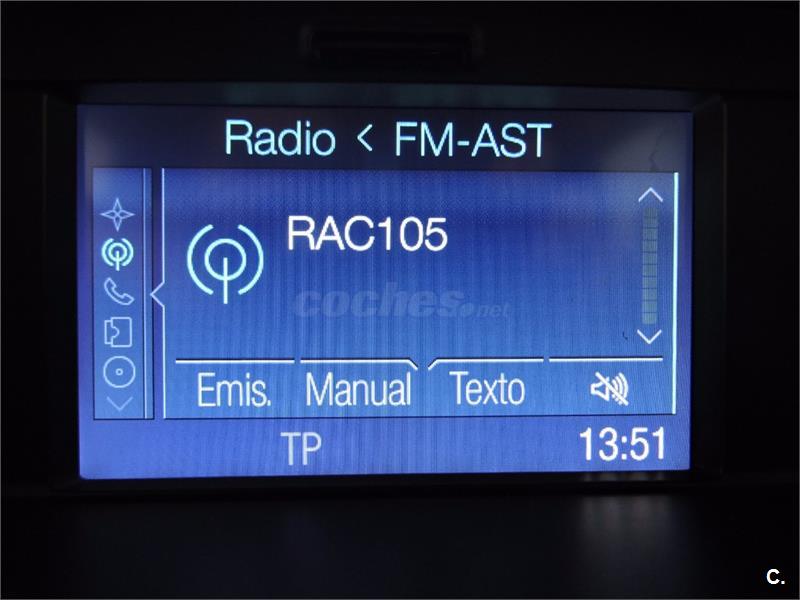 Radio < FM-AST
RAC105
coches.net
Emis. Manual Texto
TP 13:51
C.